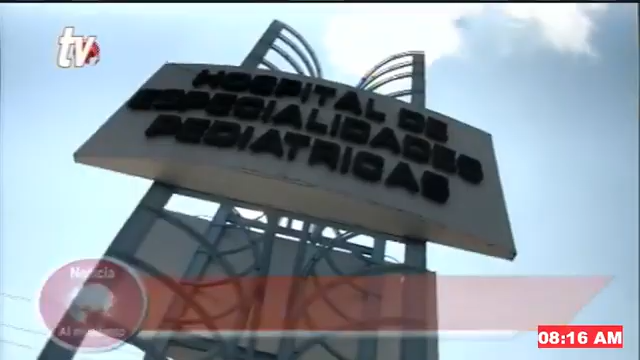 tv
HOSPITAL DE
ESPECIALIDADES
PEDIATRICAS
Noticia
Al momento
08:16 AM